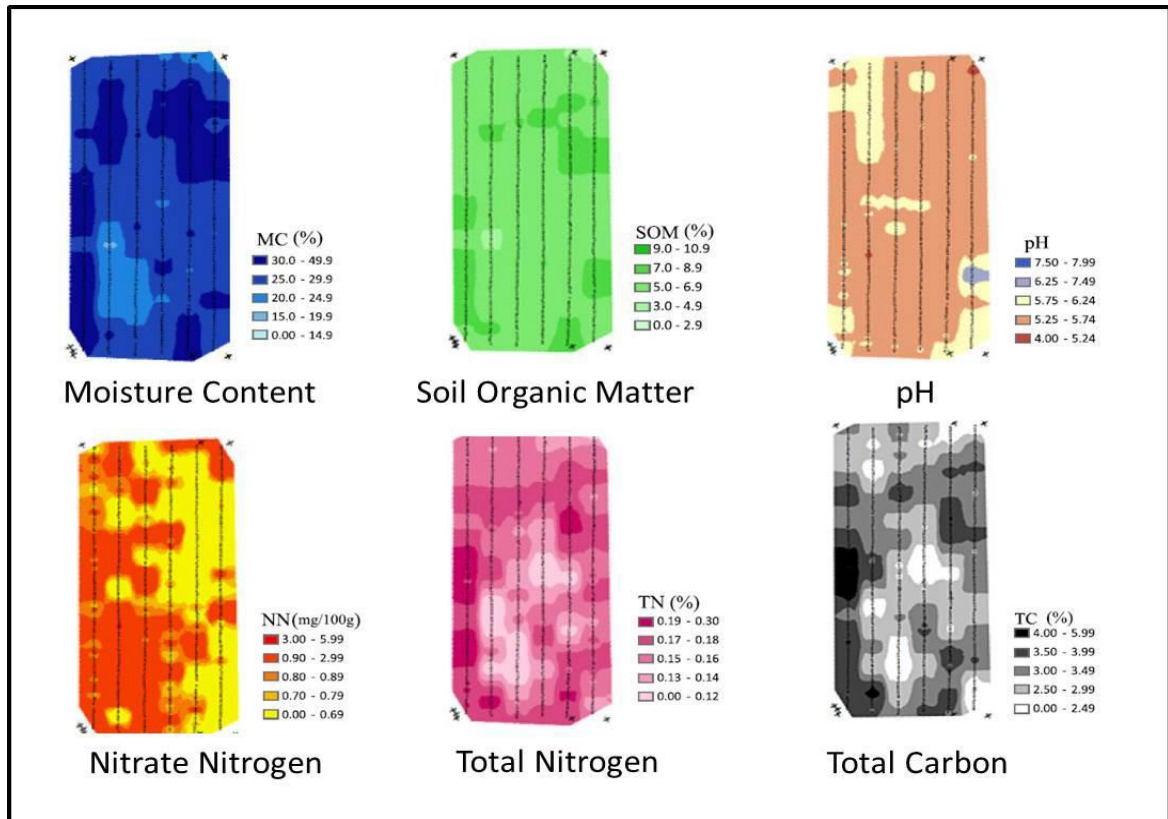 MC (%)
30.0 - 49.9
25.0 - 29.9
20.0 - 24.9
15.0 - 19.9
0.00 - 14.9
Moisture Content
SOM (%)
9.0 - 10.9
7.0 - 8.9
5.0 - 6.9
3.0 - 4.9
0.0 - 2.9
Soil Organic Matter
pH
7.50 - 7.99
6.25 - 7.49
5.75 - 6.24
5.25 - 5.74
4.00 - 5.24
pH
NN(mg/100g)
3.00 - 5.99
0.90 - 2.99
0.80 - 0.89
0.70 - 0.79
0.00 - 0.69
Nitrate Nitrogen
TN (%)
0.19 - 0.30
0.17 - 0.18
0.15 - 0.16
0.13 - 0.14
0.00 - 0.12
Total Nitrogen
TC (%)
4.00 - 5.99
3.50 - 3.99
3.00 - 3.49
2.50 - 2.99
0.00 - 2.49
Total Carbon